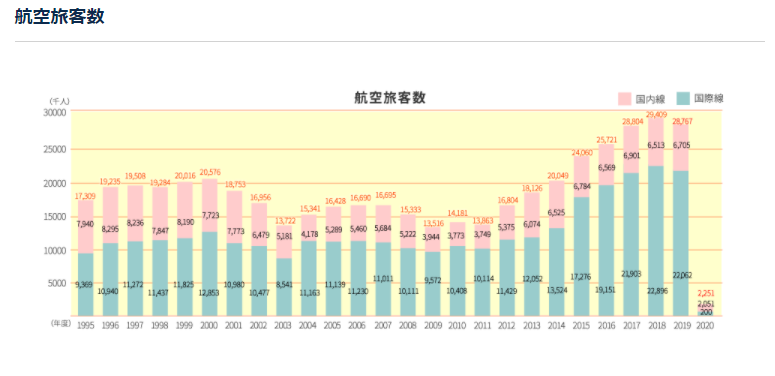 航空旅客数
航空旅客数
国内線 国際線
(千人)
30000
25000
20000
15000
10000
5000
(年度)
17,309 19,235 19,508 19,284 20,016 20,576 18,753 16,956 13,722 15,341 16,428 16,690 16,695 15,333 13,516 14,181 13,863 16,804 18,126 20,049 24,060 25,721 28,804 29,409 28,767 2,251
7,940 8,295 8,236 7,847 8,190 7,723 7,773 6,479 5,181 4,178 5,289 5,460 5,684 5,222 3,944 3,773 3,749 5,375 6,074 6,525 6,784 6,569 6,901 6,513 6,705 2,051
9,369 10,940 11,272 11,437 11,825 12,853 10,980 10,477 8,541 11,163 11,139 11,230 11,011 10,111 9,572 10,408 10,114 11,429 12,052 13,524 17,276 19,151 21,903 22,896 22,062 200
1995 1996 1997 1998 1999 2000 2001 2002 2003 2004 2005 2006 2007 2008 2009 2010 2011 2012 2013 2014 2015 2016 2017 2018 2019 2020